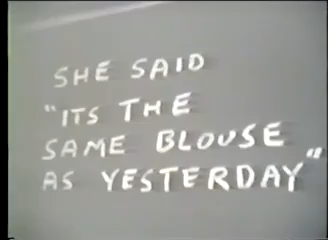 SHE SAID
"ITS THE
SAME BLOUSE
AS YESTERDAY"